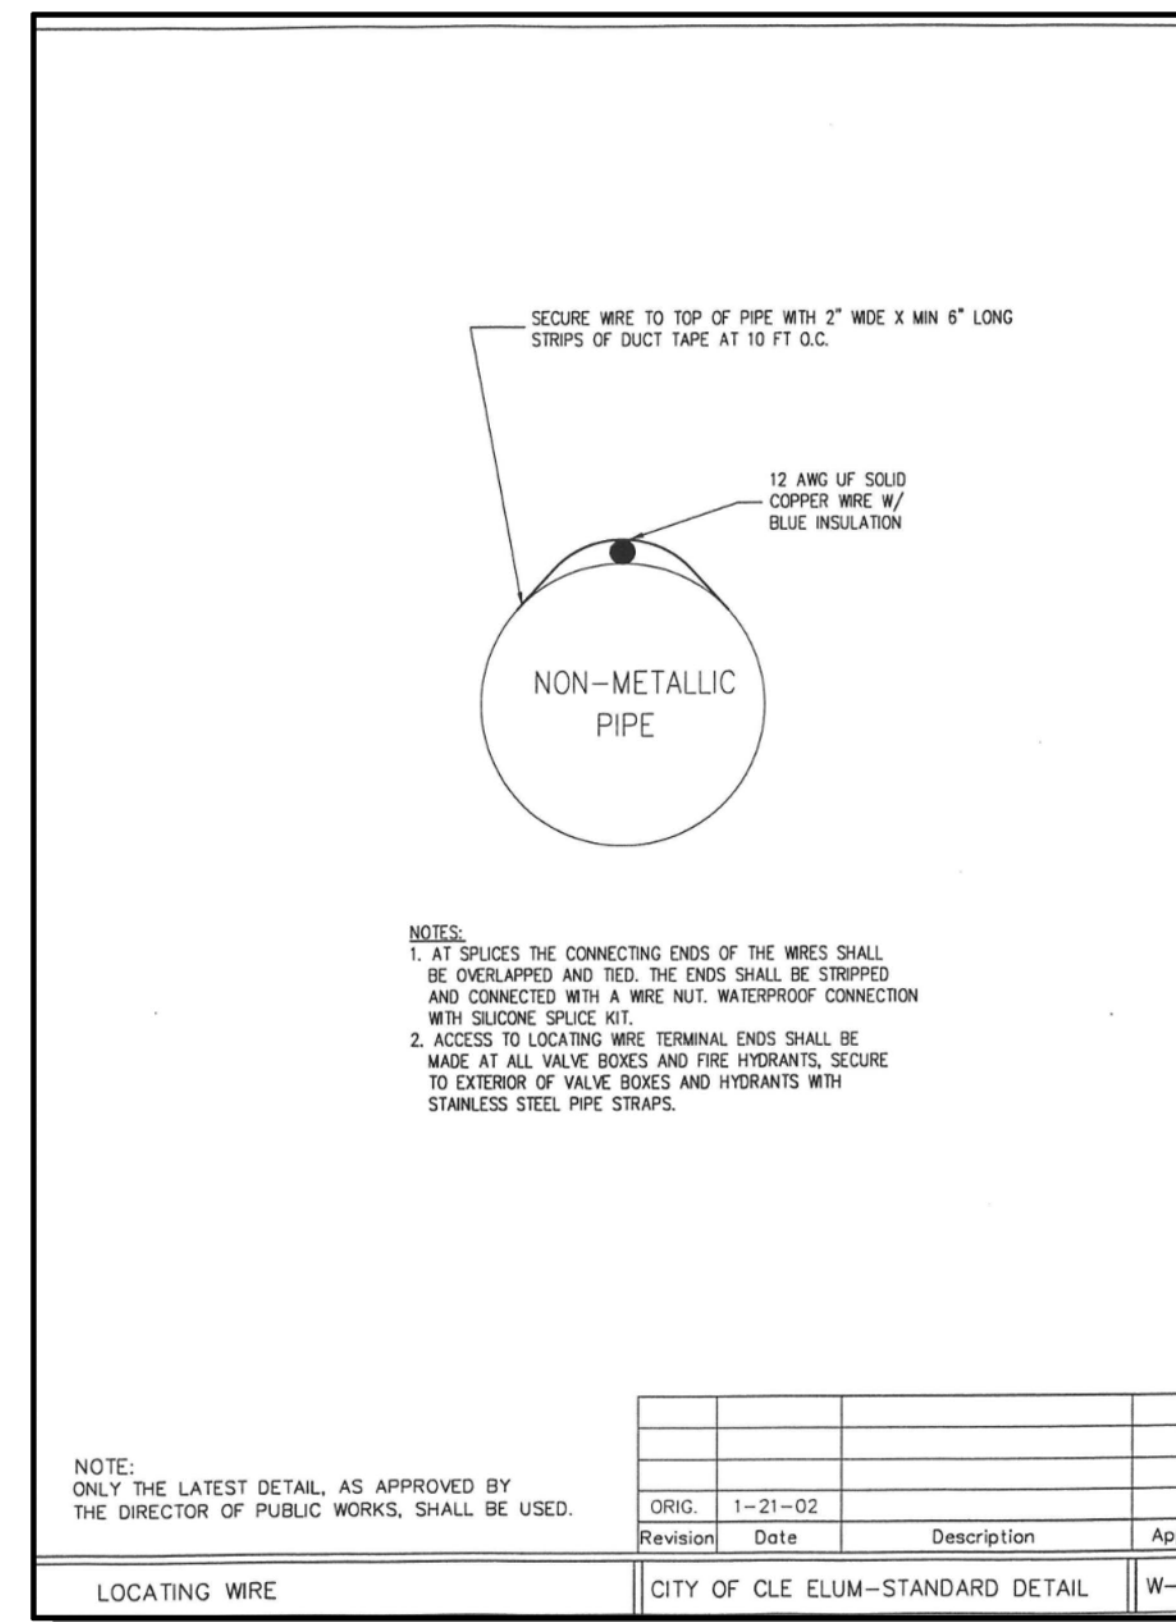 SECURE WIRE TO TOP OF PIPE WITH 2" WIDE X MIN 6" LONG
STRIPS OF DUCT TAPE AT 10 FT O.C.
12 AWG UF SOLID
COPPER WIRE W/
BLUE INSULATION
NON-METALLIC
PIPE
NOTES:
1. AT SPLICES THE CONNECTING ENDS OF THE WIRES SHALL
BE OVERLAPPED AND TIED. THE ENDS SHALL BE STRIPPED
AND CONNECTED WITH A WIRE NUT. WATERPROOF CONNECTION
WITH SILICONE SPLICE KIT.
2. ACCESS TO LOCATING WIRE TERMINAL ENDS SHALL BE
MADE AT ALL VALVE BOXES AND FIRE HYDRANTS, SECURE
TO EXTERIOR OF VALVE BOXES AND HYDRANTS WITH
STAINLESS STEEL PIPE STRAPS.
NOTE:
ONLY THE LATEST DETAIL, AS APPROVED BY
THE DIRECTOR OF PUBLIC WORKS, SHALL BE USED.
ORIG. 1-21-02
Revision Date Description Ap
LOCATING WIRE CITY OF CLE ELUM-STANDARD DETAIL W-